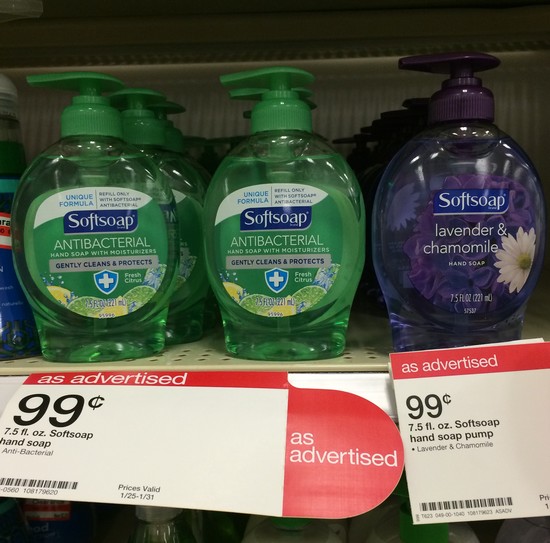 UNIQUE
FORMULA
REFILL ONLY
WITH SOFTSOAP®
ANTIBACTERIAL
Softsoap
ANTIBACTERIAL
HAND SOAP WITH MOISTURIZERS
GENTLY CLEANS & PROTECTS
Fresh
Citrus
7.5 FL OZ (221 mL)
UNIQUE
FORMULA
REFILL ONLY
WITH SOFTSOAP®
ANTIBACTERIAL
Softsoap
ANTIBACTERIAL
HAND SOAP WITH MOISTURIZERS
GENTLY CLEANS & PROTECTS
Fresh
Citrus
7.5 FL OZ (221 mL)
Softsoap
lavender &
chamomile
HAND SOAP
7.5 FL OZ (221 mL)
as advertised
99¢
7.5 fl. oz. Softsoap
hand soap
Anti-Bacterial
-0560 108179620
Prices Valid
1/25-1/31
as
advertised
as advertised
99¢
7.5 fl. oz. Softsoap
hand soap pump
• Lavender & Chamomile
108179623 ASADV